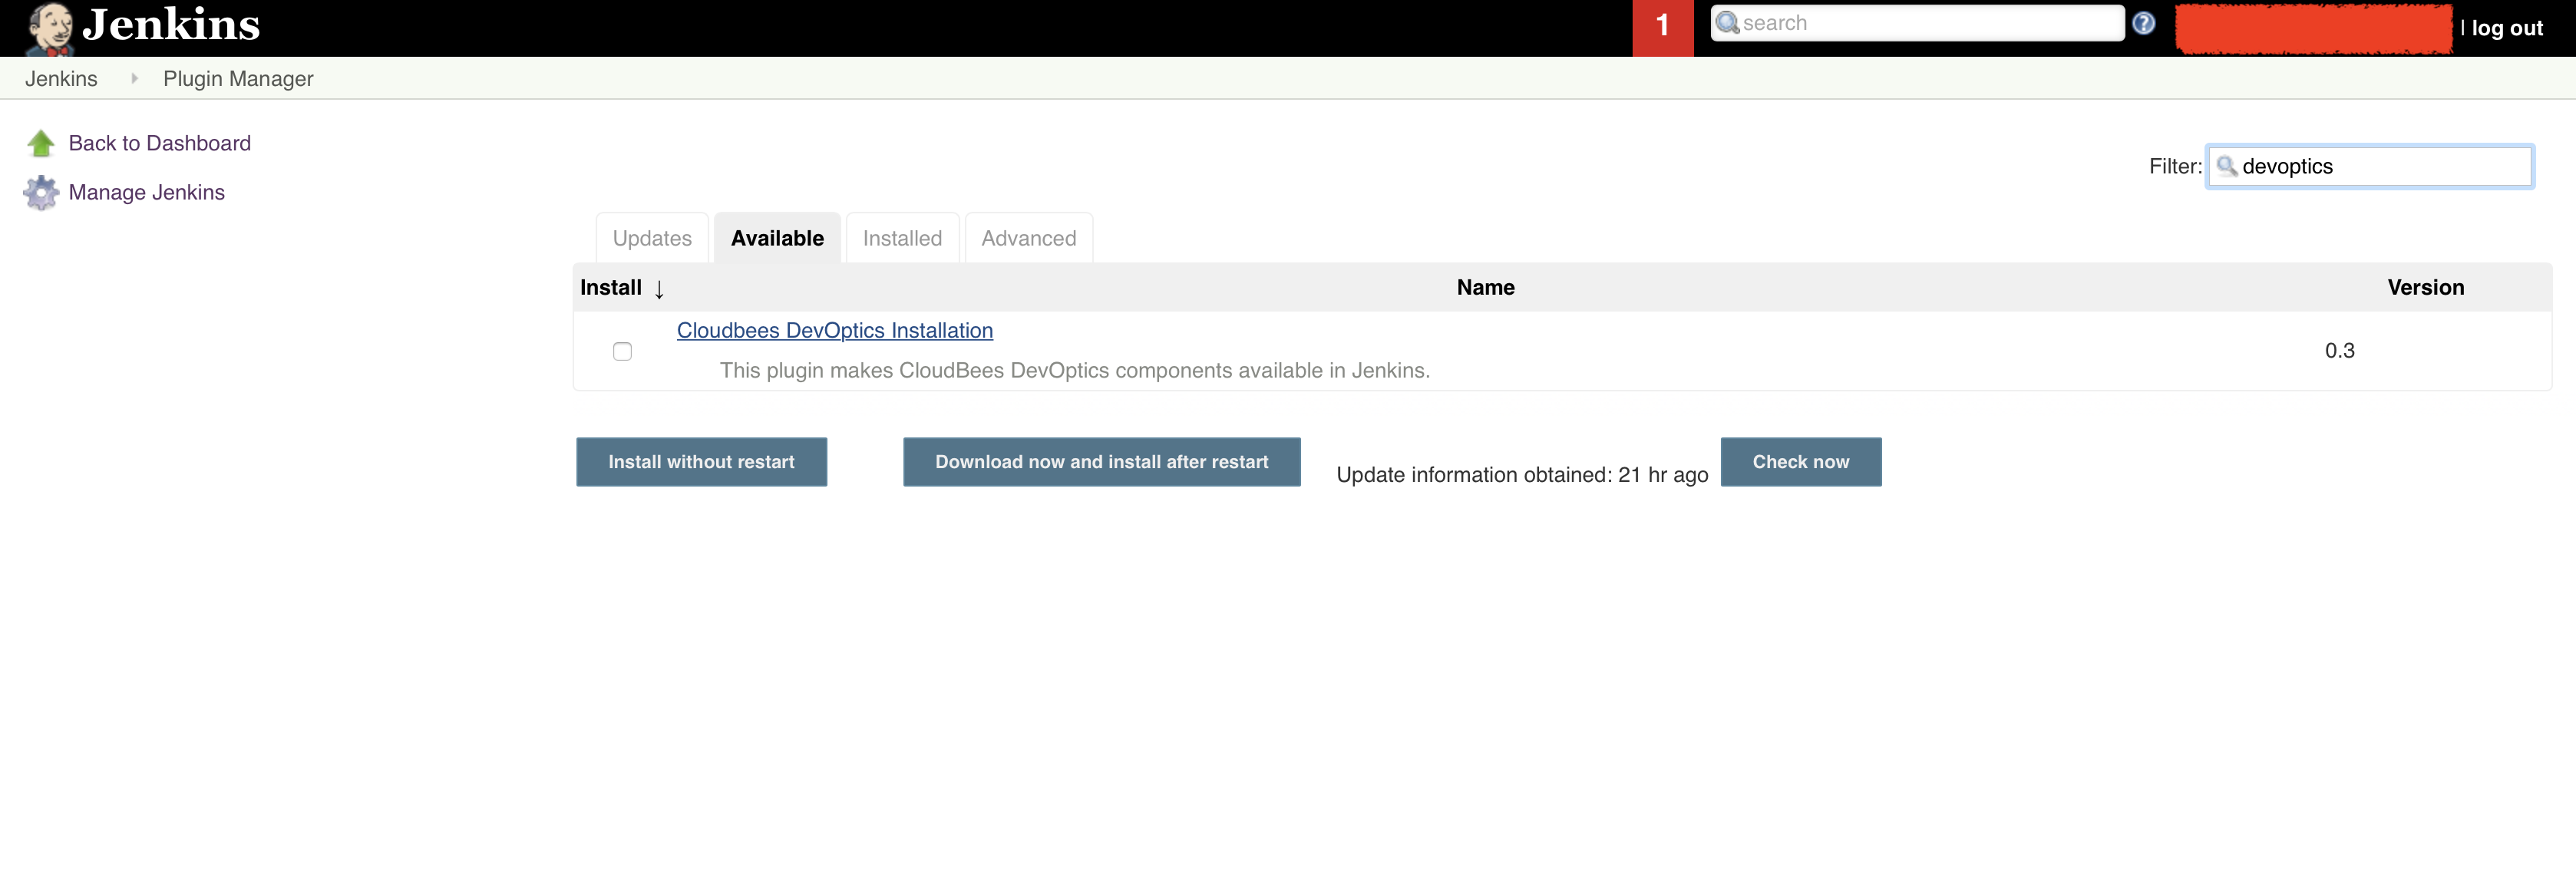 Jenkins
1
search
| log out
Jenkins
Plugin Manager
Back to Dashboard
Manage Jenkins
Filter:
devoptics
Updates
Available
Installed
Advanced
Install ↓
Name
Version
Cloudbees DevOptics Installation
This plugin makes CloudBees DevOptics components available in Jenkins.
0.3
Install without restart
Download now and install after restart
Update information obtained: 21 hr ago
Check now